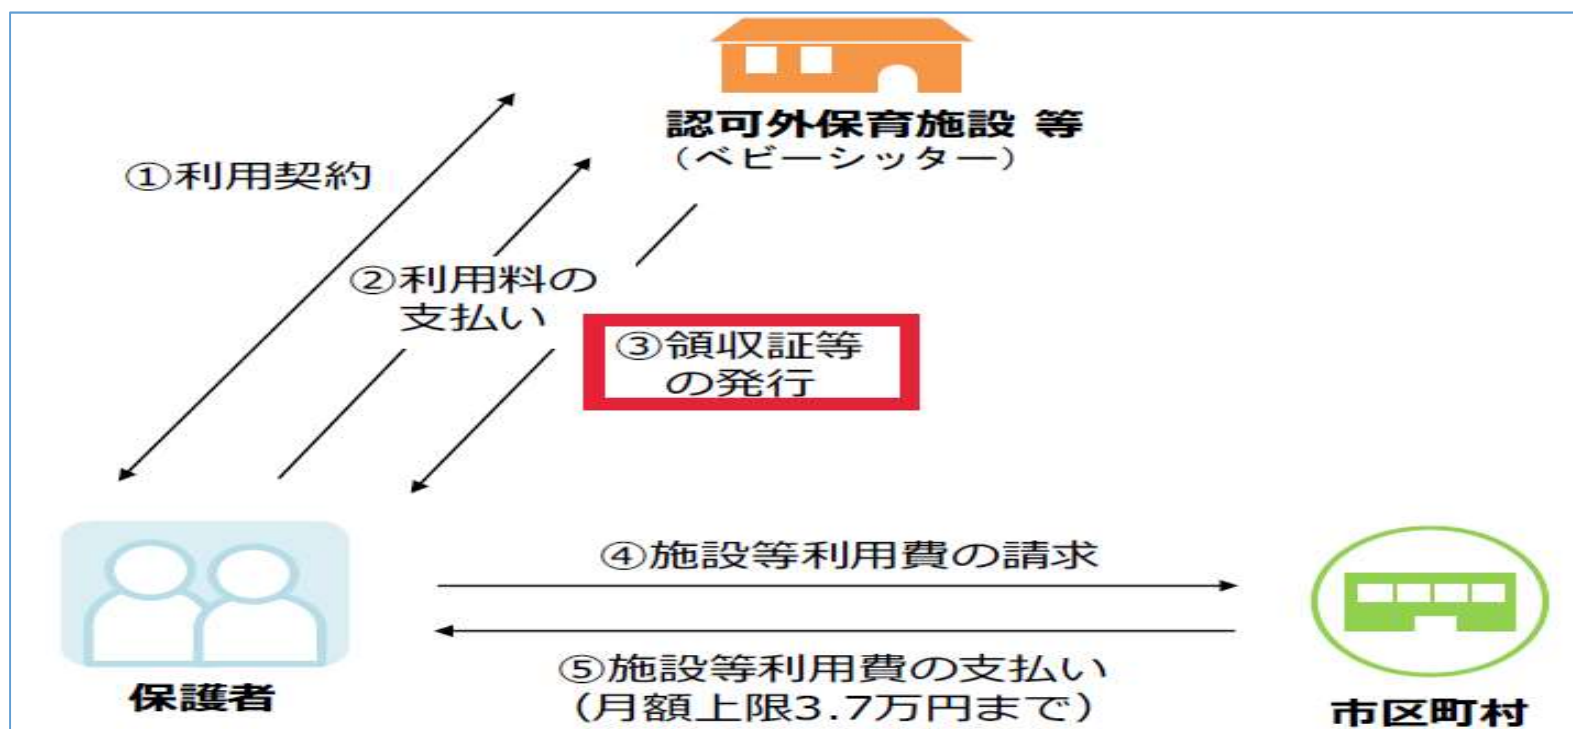 認可外保育施設 等
（ベビーシッター）
①利用契約
②利用料の
支払い
③領収証等
の発行
④施設等利用費の請求
⑤施設等利用費の支払い
（月額上限3.7万円まで）
保護者
市区町村